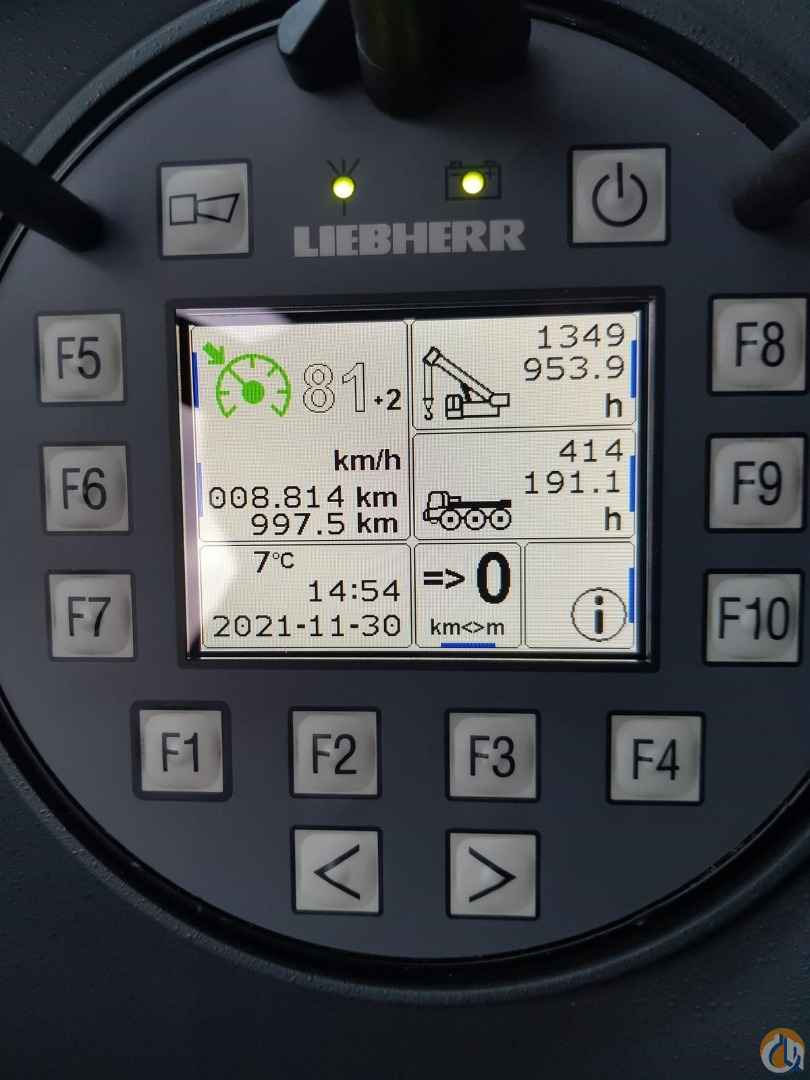 LIEBHERR
F5
F6
F7
81+2
km/h
008.814 km
997.5 km
1349
953.9
h
414
191.1
h
7°C
14:54
2021-11-30
=> 0
km<>m
i
F8
F9
F10
F1
F2
F3
F4
<
>